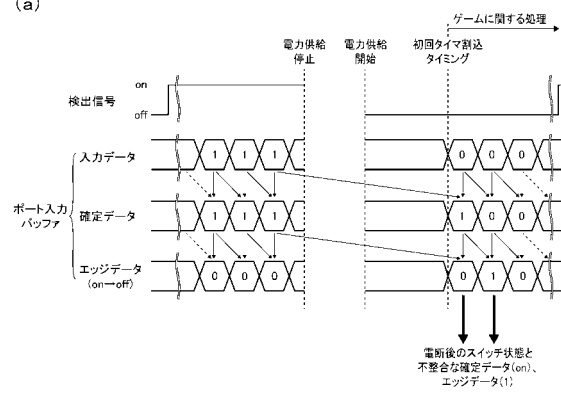 (a)
ゲームに関する処理
電力供給
停止
電力供給
開始
初回タイマ割込
タイミング
on
検出信号
off
入力データ
1 1 1 0 0 0
ポート入力
バッファ
確定データ
1 1 1 1 0 0
エッジデータ
(on→off)
0 0 0 0 1 0
電断後のスイッチ状態と
不整合な確定データ(on)、
エッジデータ(1)